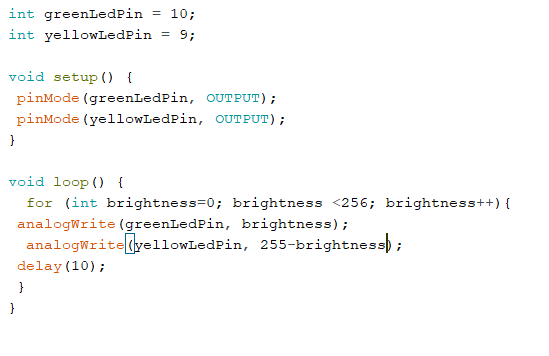 int greenLedPin = 10;
int yellowLedPin = 9;

void setup() {
 pinMode(greenLedPin, OUTPUT);
 pinMode(yellowLedPin, OUTPUT);
}

void loop() {
  for (int brightness=0; brightness <256; brightness++){
 analogWrite(greenLedPin, brightness);
  analogWrite(yellowLedPin, 255-brightness);
 delay(10);
 }
}